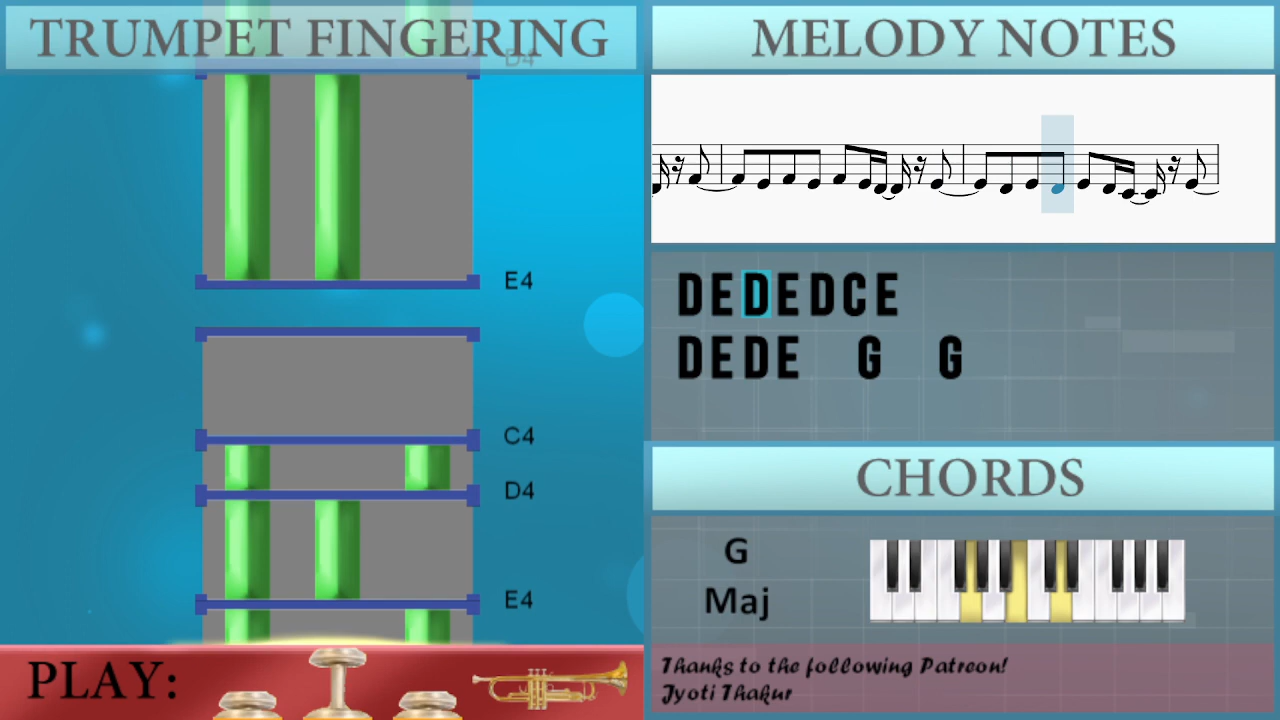 TRUMPET FINGERING
D4
E4
C4
D4
E4
PLAY:
MELODY NOTES
DEDEDCE
DEDE G G
CHORDS
G
Maj
Thanks to the following Patreon!
Jyoti Thakur